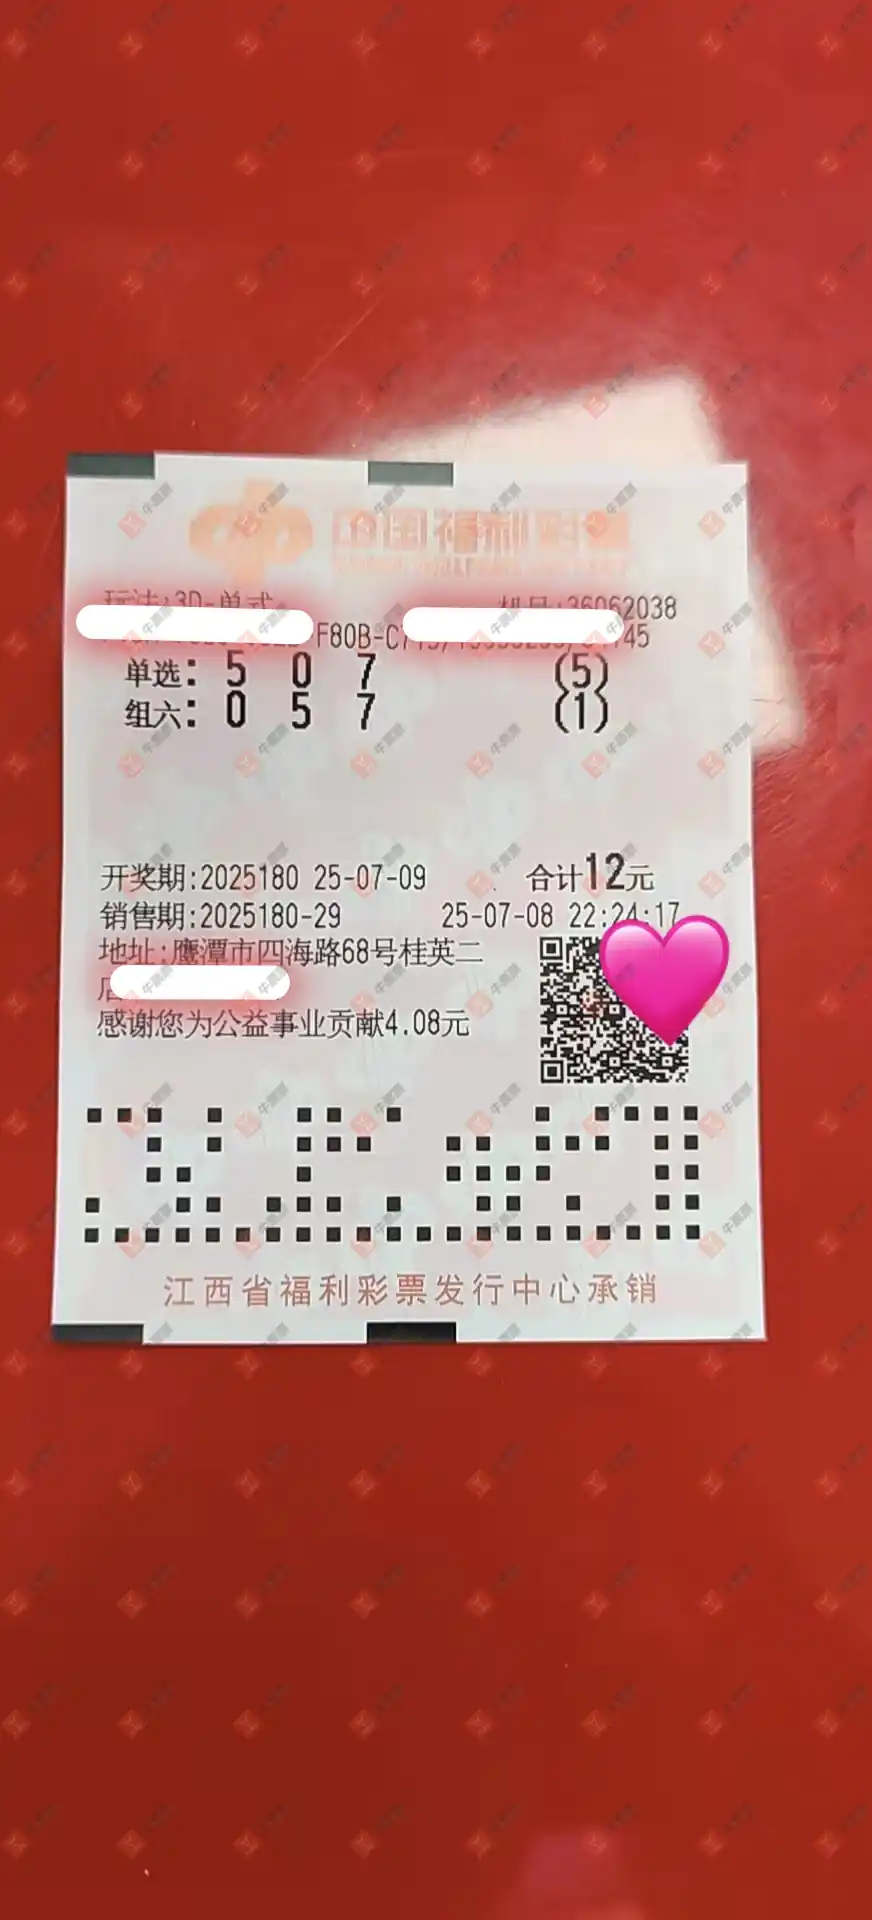 中国福利彩票
玩法:3D-单式
机号:36062038
F80B-C
45
单选: 5 0 7 (5)
组六: 0 5 7 (1)
开奖期:2025180 25-07-09 合计12元
销售期:2025180-29 25-07-08 22:24:17
地址:鹰潭市四海路68号桂英二
店
感谢您为公益事业贡献4.08元
江西省福利彩票发行中心承销